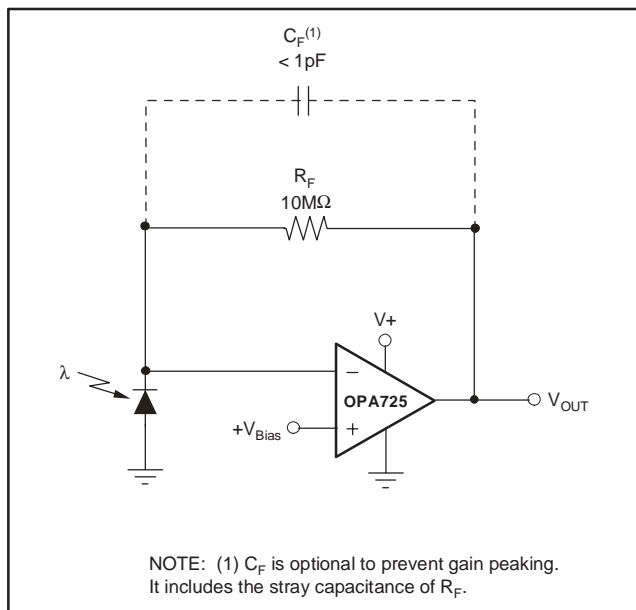 C_F(1)
< 1pF
R_F
10MΩ
V+
λ
−
OPA725
+
+V_Bias
V_OUT
NOTE: (1) C_F is optional to prevent gain peaking.
It includes the stray capacitance of R_F.